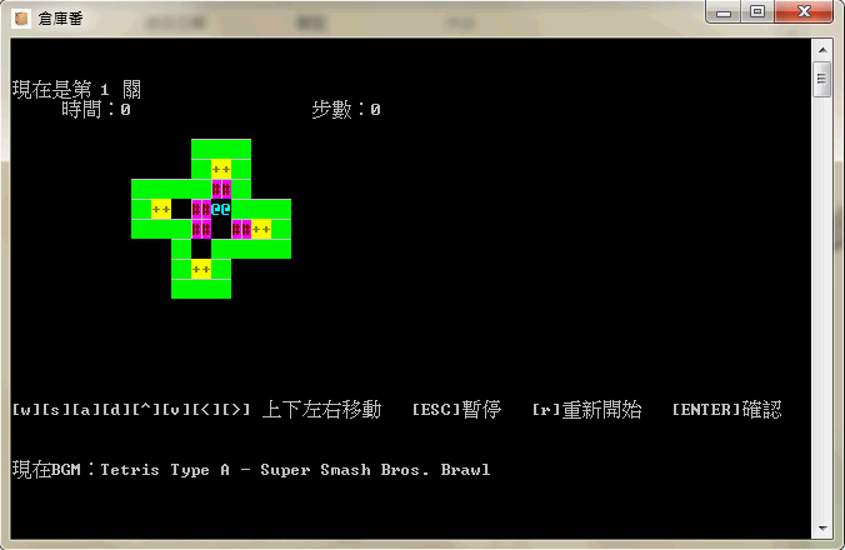 倉庫番
現在是第 1 關
時間：0 步數：0
++
##
++ ## @@
## ## ++
++
[w][s][a][d][^][v][<][>] 上下左右移動 [ESC]暫停 [r]重新開始 [ENTER]確認
現在BGM：Tetris Type A - Super Smash Bros. Brawl